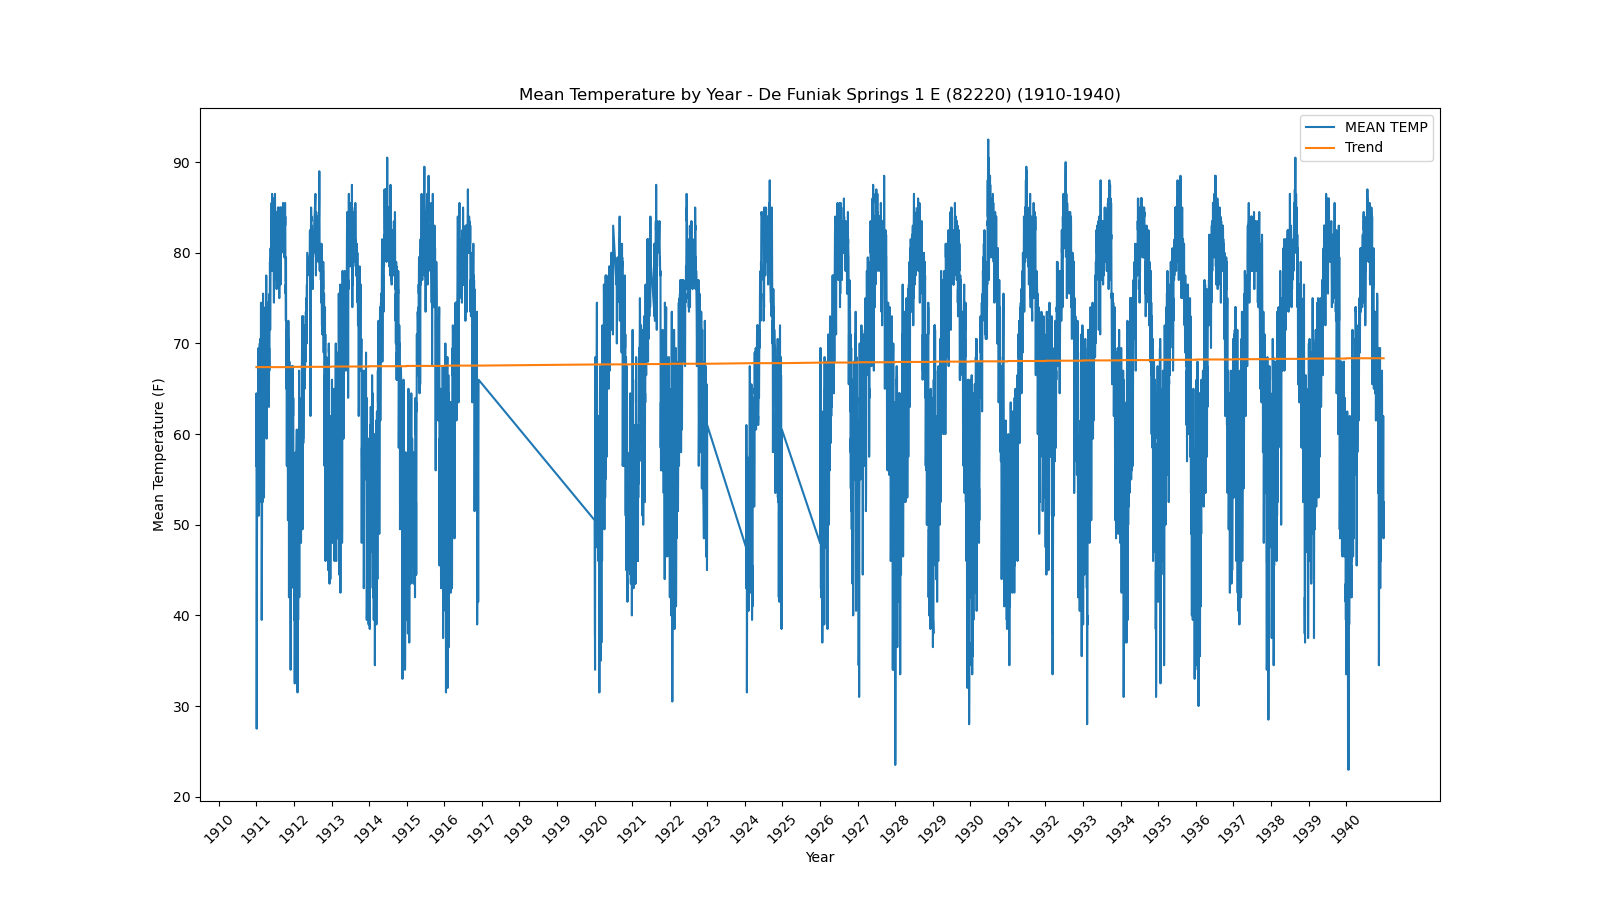 Mean Temperature by Year - De Funiak Springs 1 E (82220) (1910-1940)
MEAN TEMP
Trend
Mean Temperature (F)
90
80
70
60
50
40
30
20
1910 1911 1912 1913 1914 1915 1916 1917 1918 1919 1920 1921 1922 1923 1924 1925 1926 1927 1928 1929 1930 1931 1932 1933 1934 1935 1936 1937 1938 1939 1940
Year